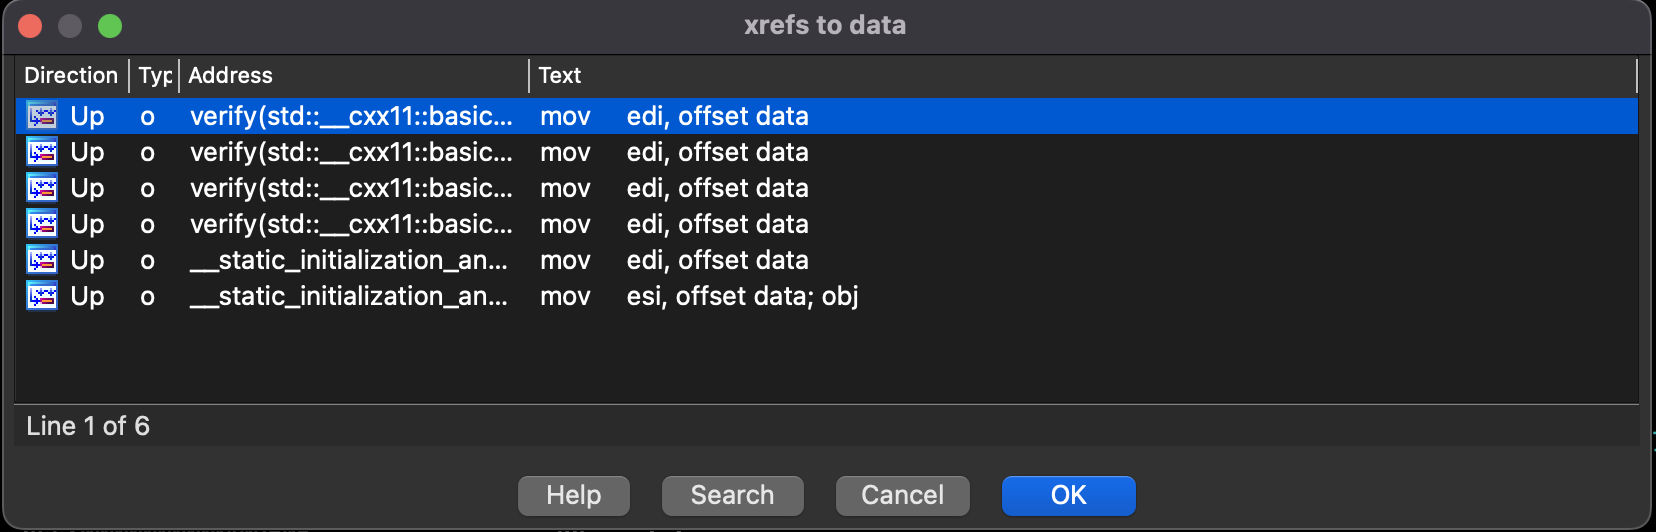 xrefs to data
Direction Typ Address Text
Up o verify(std::__cxx11::basic... mov edi, offset data
Up o verify(std::__cxx11::basic... mov edi, offset data
Up o verify(std::__cxx11::basic... mov edi, offset data
Up o verify(std::__cxx11::basic... mov edi, offset data
Up o __static_initialization_an... mov edi, offset data
Up o __static_initialization_an... mov esi, offset data; obj
Line 1 of 6
Help Search Cancel OK